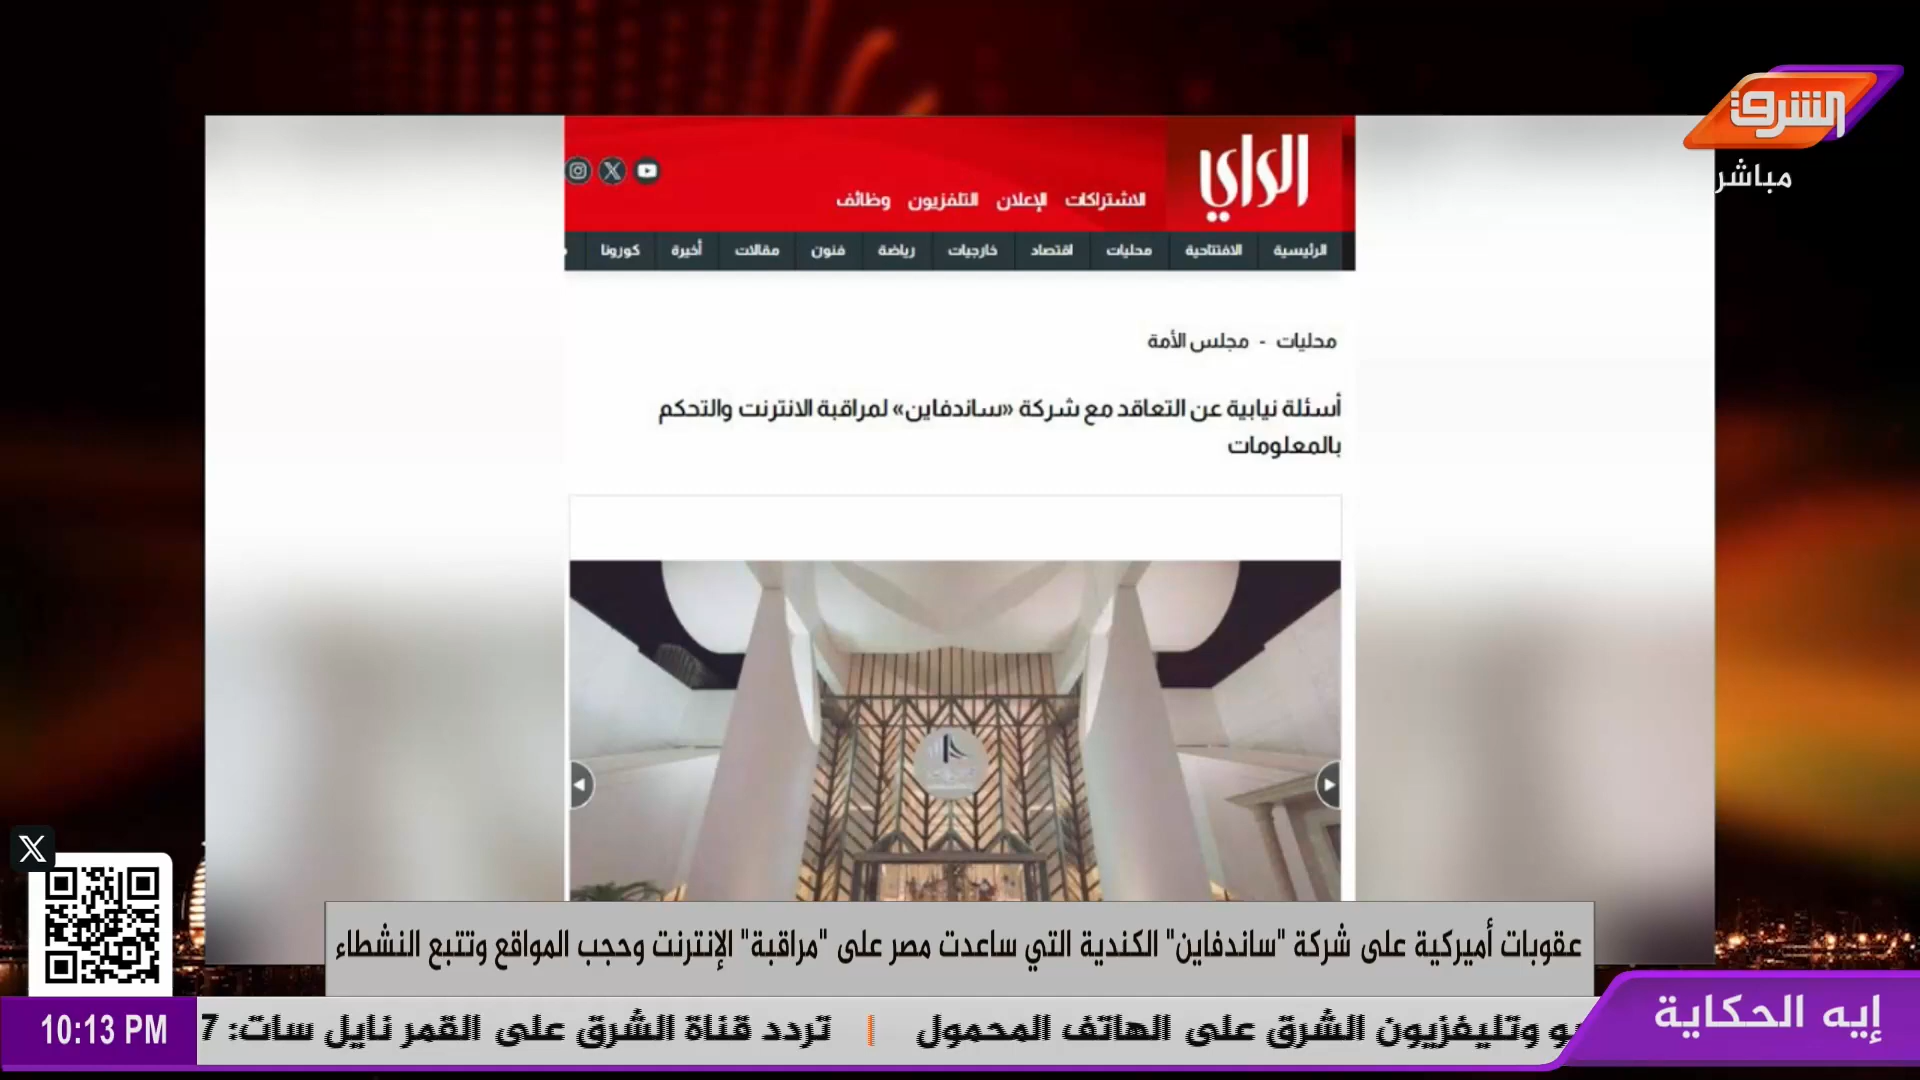 الشرق
مباشر
الراي
الاشتراكات الإعلان التلفزيون وظائف
الرئيسية الافتتاحية محليات اقتصاد خارجيات رياضة فنون مقالات أخيرة كورونا
محليات - مجلس الأمة
أسئلة نيابية عن التعاقد مع شركة «ساندفاين» لمراقبة الانترنت والتحكم
بالمعلومات
عقوبات أميركية على شركة "ساندفاين" الكندية التي ساعدت مصر على "مراقبة" الإنترنت وحجب المواقع وتتبع النشطاء
إيه الحكاية
يو وتليفزيون الشرق على الهاتف المحمول | تردد قناة الشرق على القمر نايل سات: 7
10:13 PM